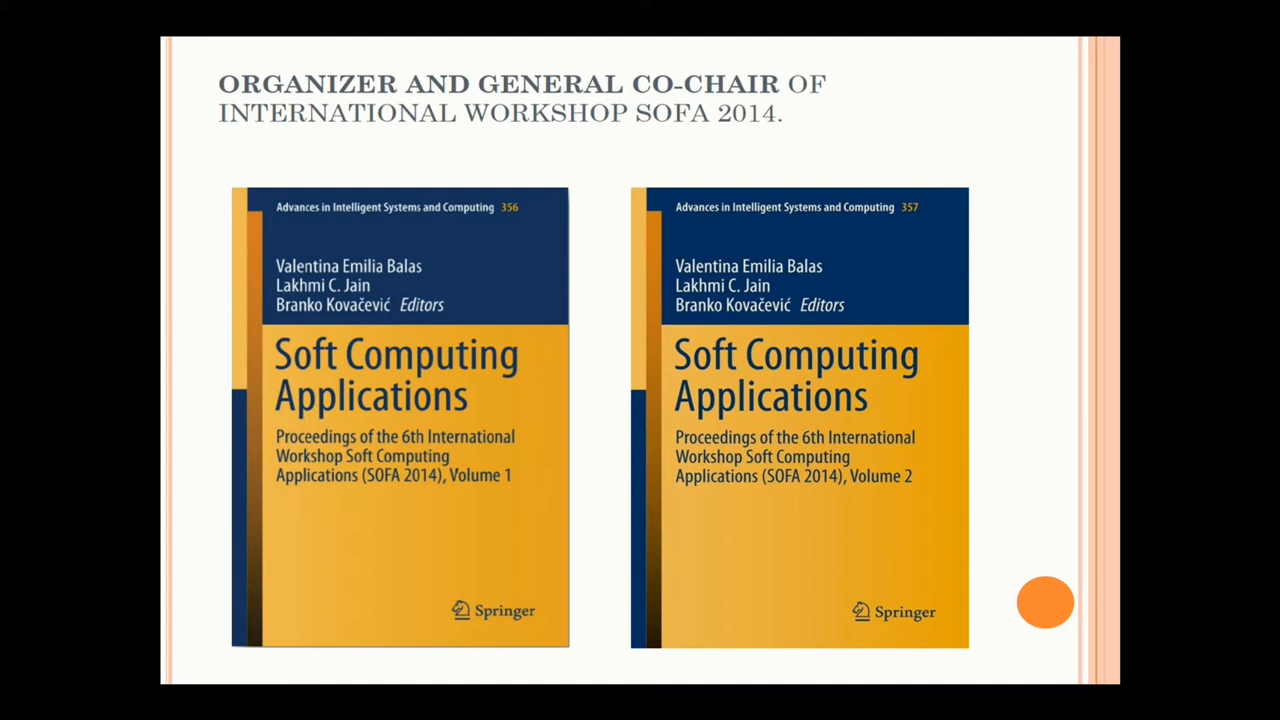 ORGANIZER AND GENERAL CO-CHAIR OF
INTERNATIONAL WORKSHOP SOFA 2014.
Advances in Intelligent Systems and Computing 356
Valentina Emilia Balas
Lakhmi C. Jain
Branko Kovačević Editors
Soft Computing
Applications
Proceedings of the 6th International
Workshop Soft Computing
Applications (SOFA 2014), Volume 1
Springer
Advances in Intelligent Systems and Computing 357
Valentina Emilia Balas
Lakhmi C. Jain
Branko Kovačević Editors
Soft Computing
Applications
Proceedings of the 6th International
Workshop Soft Computing
Applications (SOFA 2014), Volume 2
Springer